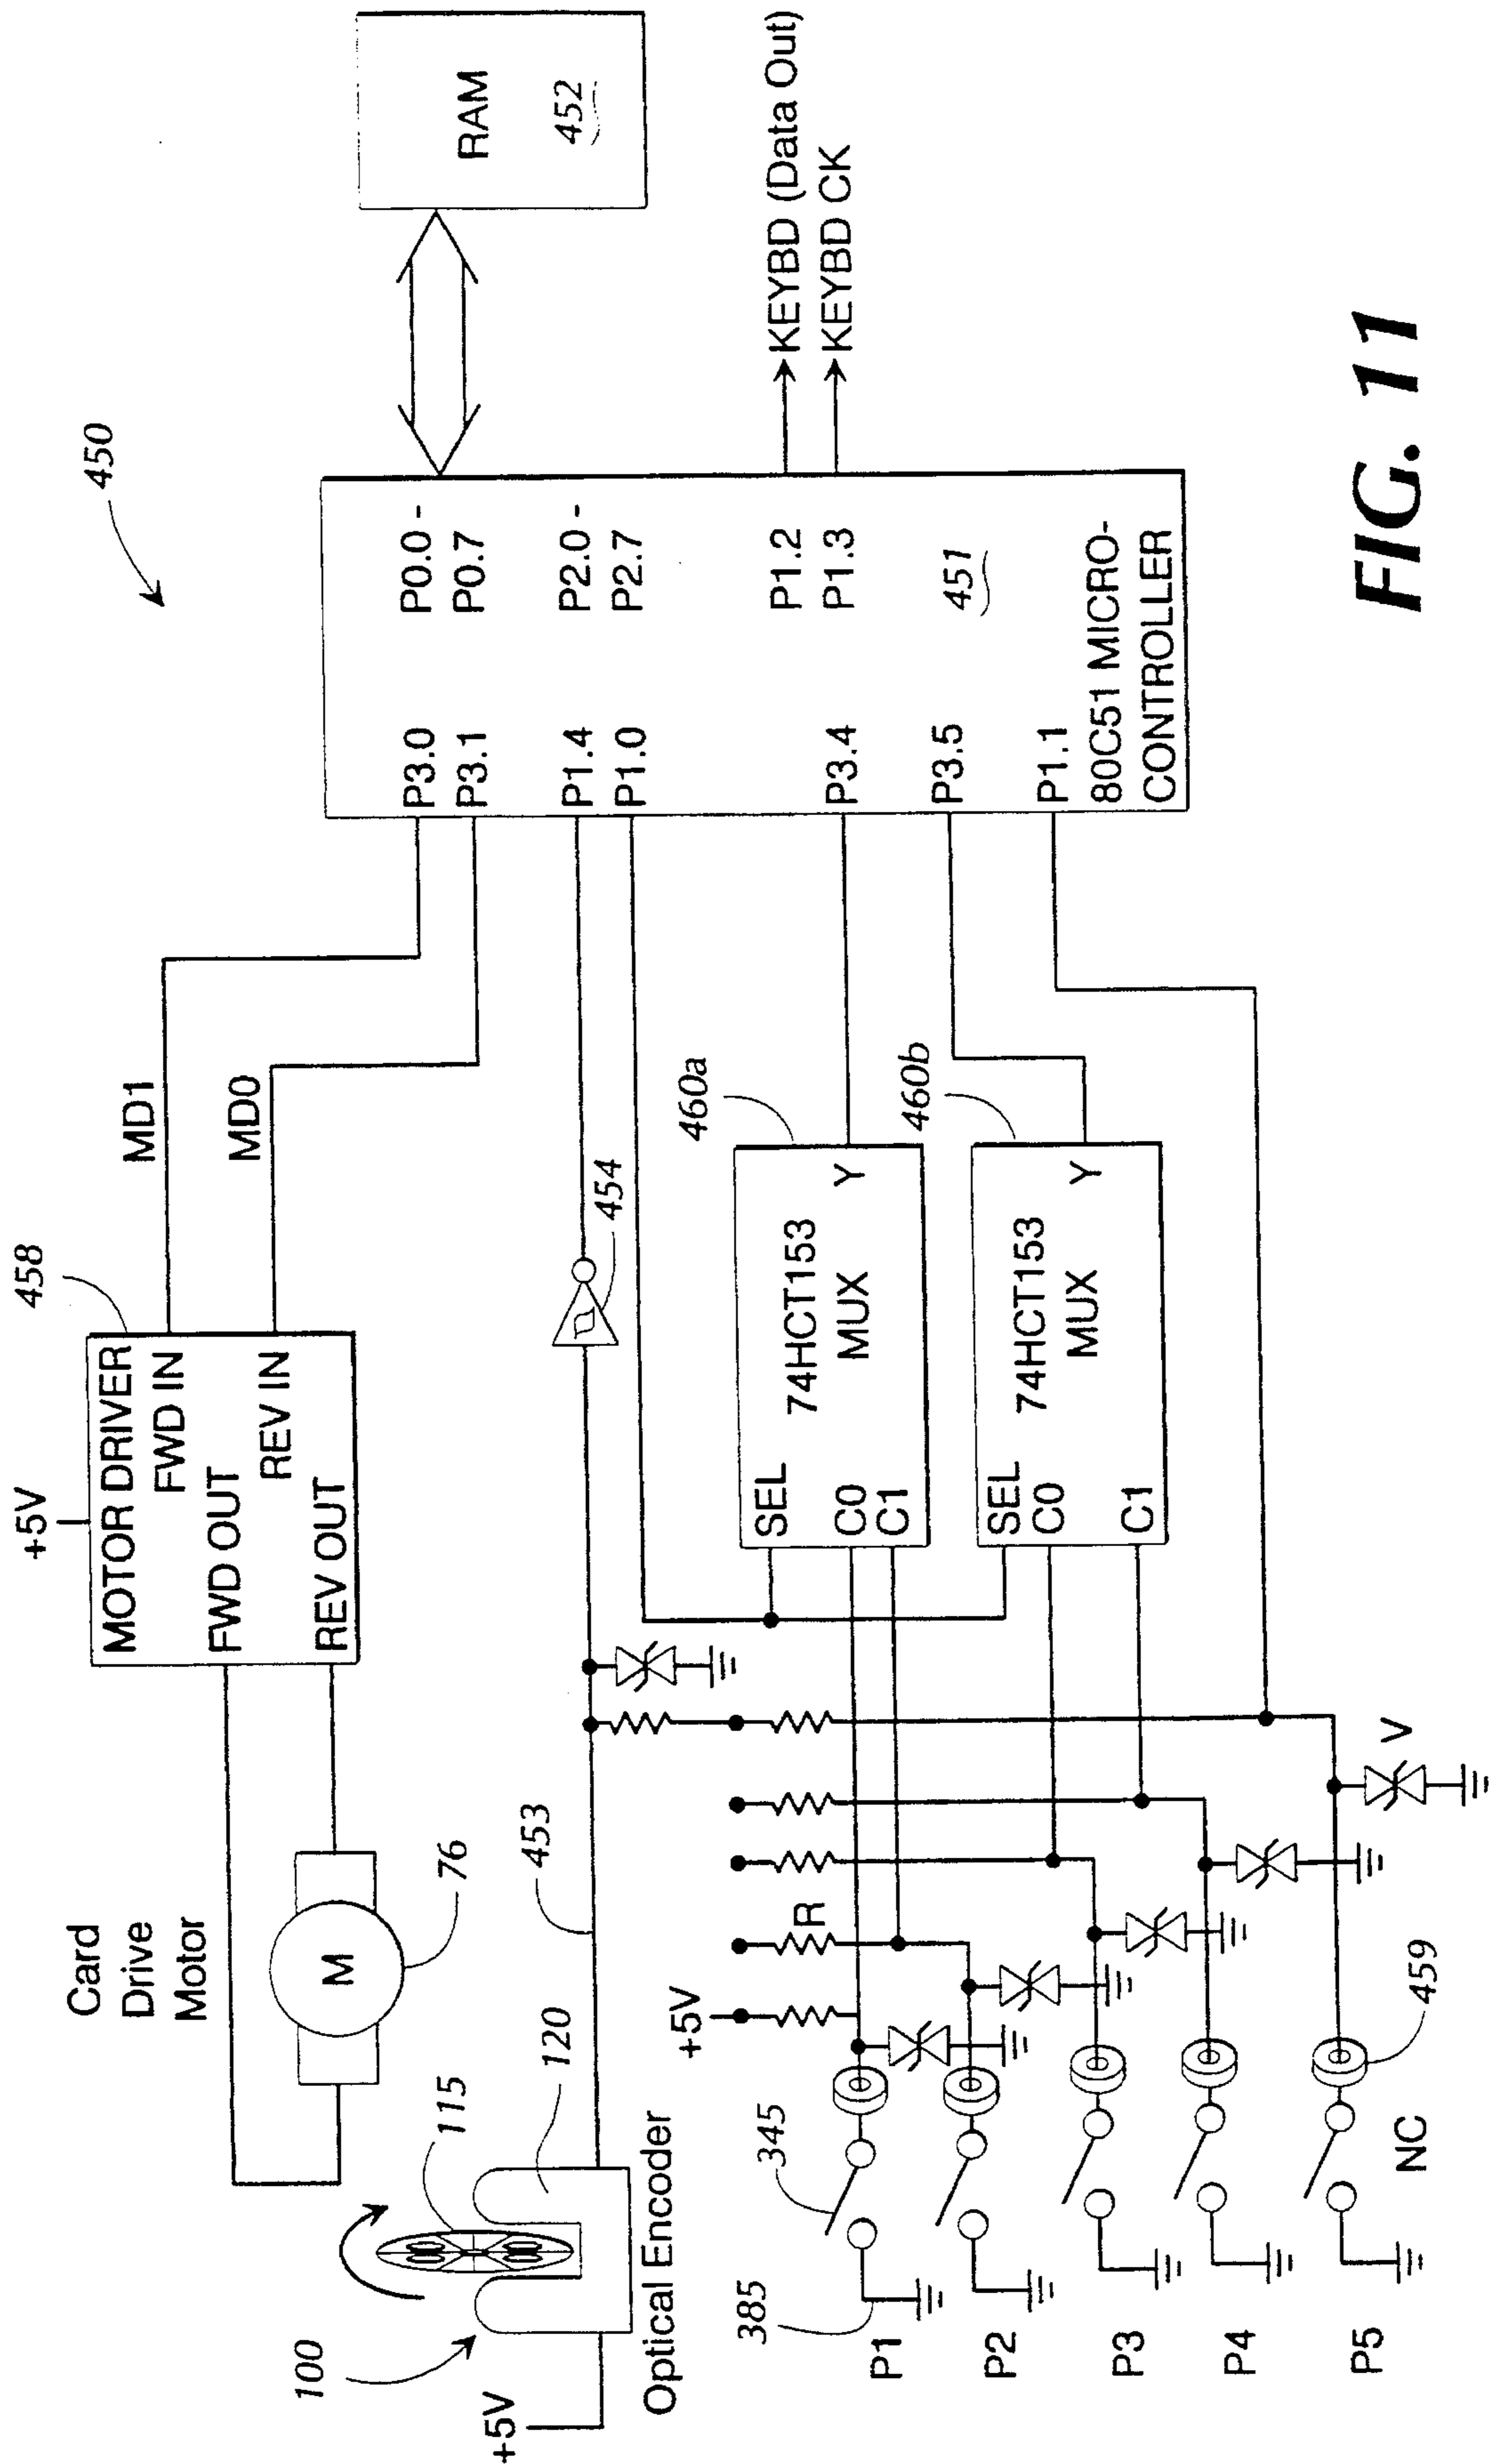 450
+5V
458
MOTOR DRIVER
FWD IN
FWD OUT
REV IN
REV OUT
MD1
MD0
Card
Drive
Motor
M
76
RAM
452
P3.0
P3.1
P1.4
P1.0
P3.4
P3.5
P1.1
P0.0 -
P0.7
P2.0 -
P2.7
P1.2
P1.3
451
80C51 MICRO-
CONTROLLER
KEYBD (Data Out)
KEYBD CK
100
115
120
+5V
Optical Encoder
453
454
460a
SEL
C0
C1
74HCT153
MUX
Y
460b
SEL
C0
C1
74HCT153
MUX
Y
+5V
R
345
385
P1
P2
P3
P4
P5
NC
459
V
FIG. 11